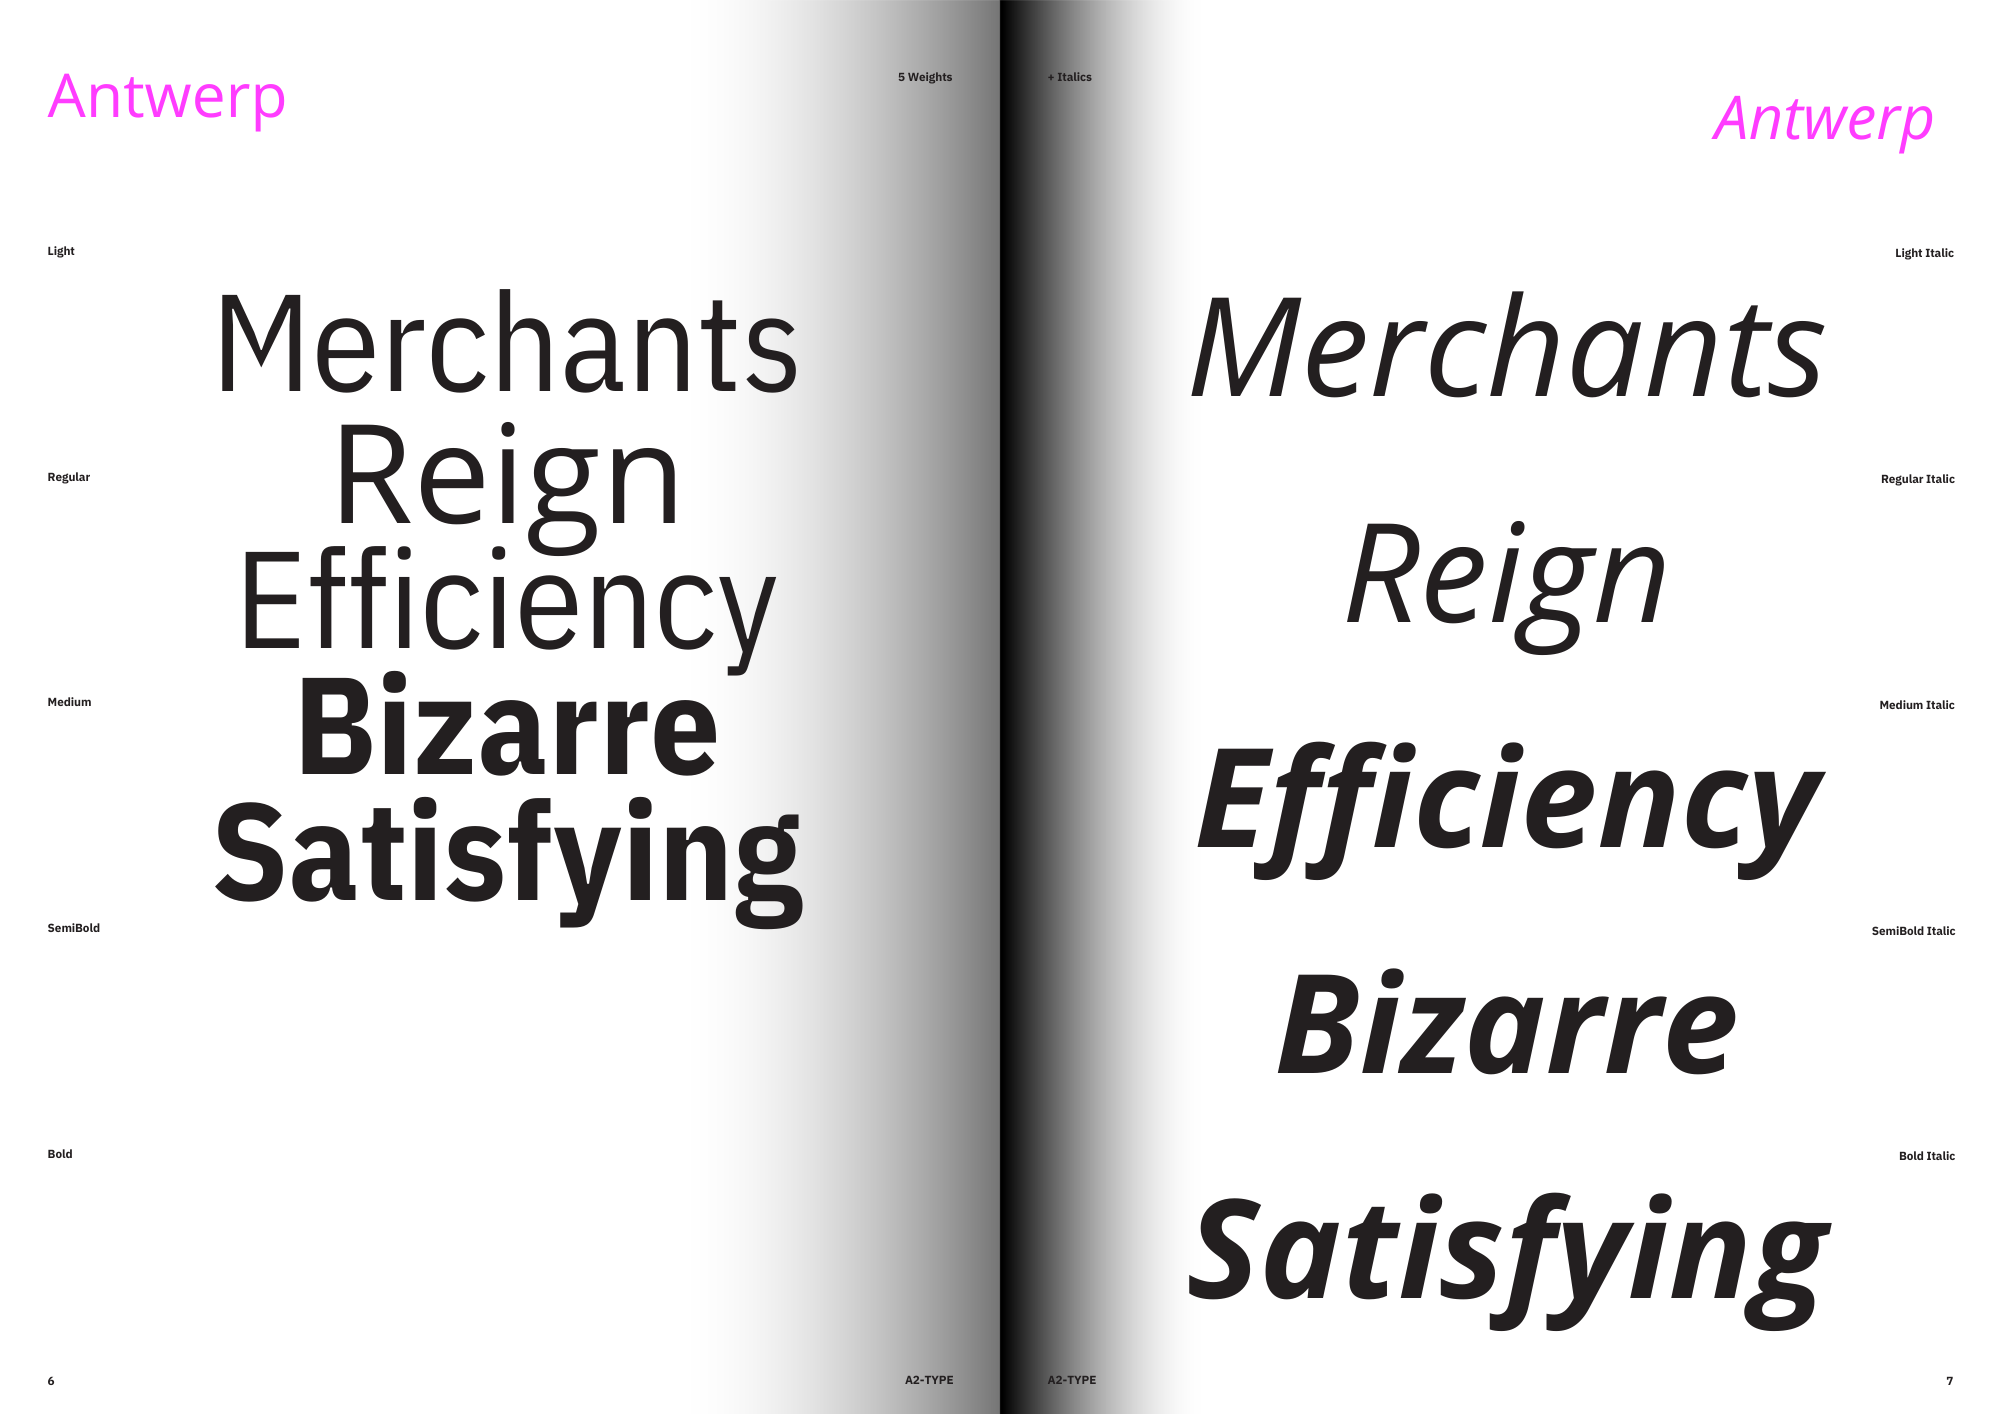 Antwerp
5 Weights
Light
Merchants
Regular
Reign
Efficiency
Medium
Bizarre
Satisfying
SemiBold
Bold
6
A2-TYPE
+ Italics
Antwerp
Light Italic
Merchants
Regular Italic
Reign
Medium Italic
Efficiency
SemiBold Italic
Bizarre
Bold Italic
Satisfying
A2-TYPE
7